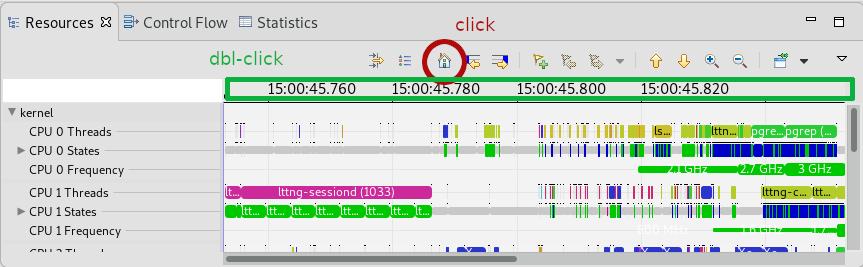 Resources Control Flow Statistics
click
dbl-click
15:00:45.760 15:00:45.780 15:00:45.800 15:00:45.820
kernel
CPU 0 Threads ls... lttn... pgre... pgrep (...
CPU 0 States
CPU 0 Frequency 2.1 GHz 2.7 GHz 3 GHz
CPU 1 Threads lt... lttng-sessiond (1033) lttng-c... ltt...
CPU 1 States ltt... ltt... ltt... ltt... ltt... ltt... ltt... lt...
CPU 1 Frequency 800 MHz 1.6 GHz
CPU 2 Threads